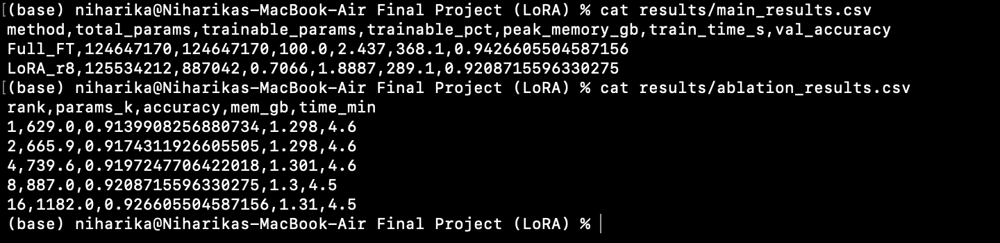 [(base) niharika@Niharikas-MacBook-Air Final Project (LoRA) % cat results/main_results.csv
method,total_params,trainable_params,trainable_pct,peak_memory_gb,train_time_s,val_accuracy
Full_FT,124647170,124647170,100.0,2.437,368.1,0.9426605504587156
LoRA_r8,125534212,887042,0.7066,1.8887,289.1,0.9208715596330275
[(base) niharika@Niharikas-MacBook-Air Final Project (LoRA) % cat results/ablation_results.csv
rank,params_k,accuracy,mem_gb,time_min
1,629.0,0.9139908256880734,1.298,4.6
2,665.9,0.9174311926605505,1.298,4.6
4,739.6,0.9197247706422018,1.301,4.6
8,887.0,0.9208715596330275,1.3,4.5
16,1182.0,0.926605504587156,1.31,4.5
(base) niharika@Niharikas-MacBook-Air Final Project (LoRA) %